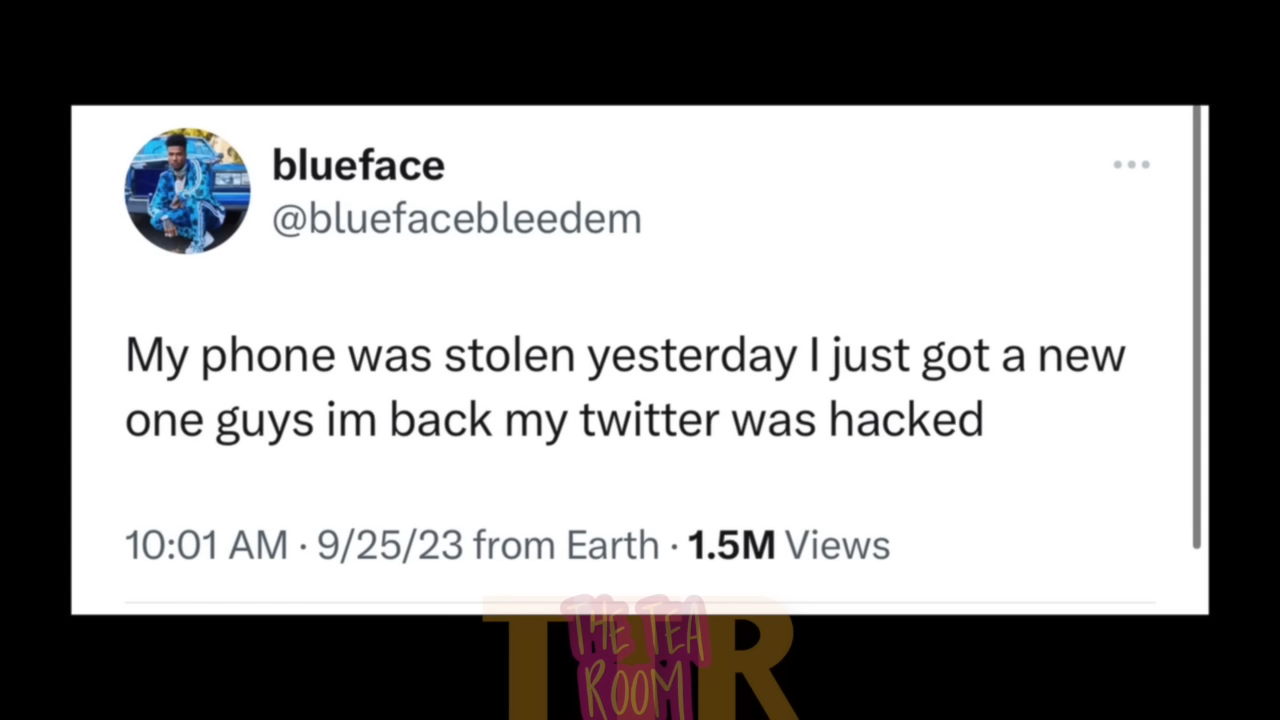 blueface
@bluefacebleedem
My phone was stolen yesterday I just got a new
one guys im back my twitter was hacked
10:01 AM · 9/25/23 from Earth · 1.5M Views
THE TEA
ROOM